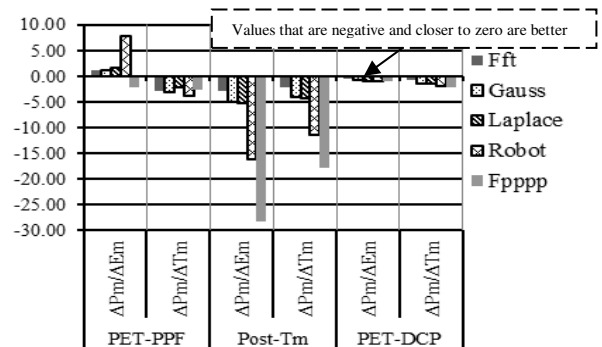 Values that are negative and closer to zero are better
10.00
5.00
0.00
-5.00
-10.00
-15.00
-20.00
-25.00
-30.00
Fft
Gauss
Laplace
Robot
Fpppp
ΔPm/ΔEm
ΔPm/ΔTm
ΔPm/ΔEm
ΔPm/ΔTm
ΔPm/ΔEm
ΔPm/ΔTm
PET-PPF
Post-Tm
PET-DCP